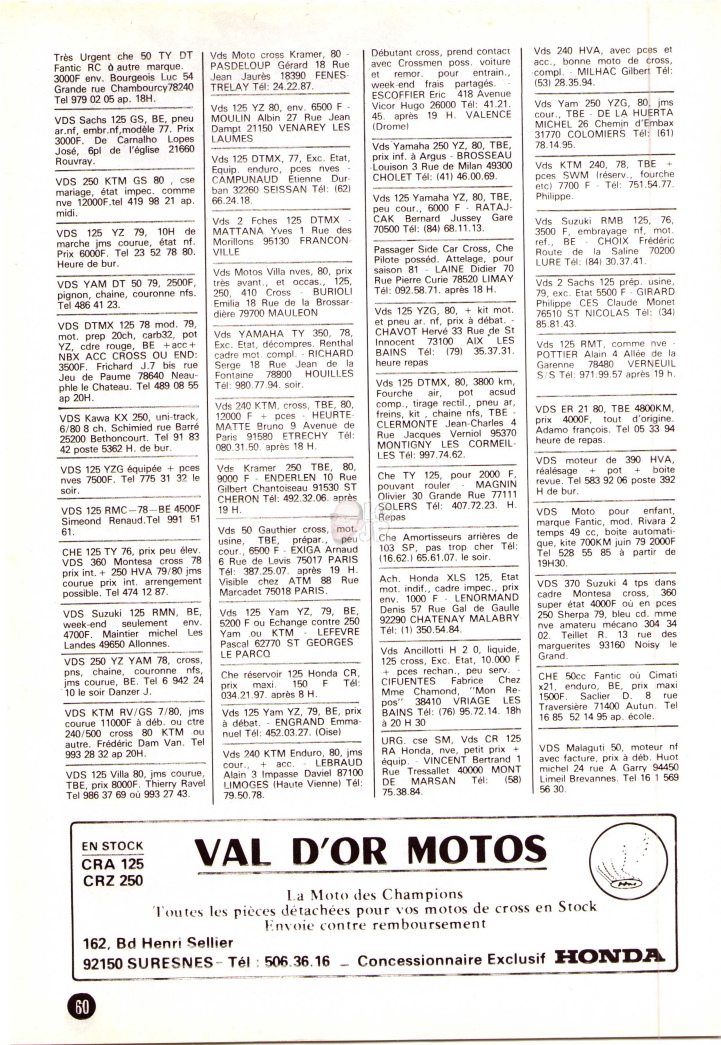 Très Urgent che 50 TY DT
Fantic RC ò autre marque.
3000F env. Bourgeois Luc 54
Grande rue Chambourcy78240
Tel 979 02 05 ap. 18H.
VDS Sachs 125 GS, BE, pneu
ar.nf, embr.nf,modèle 77. Prix
3000F. De Carnalho Lopes
José, 6pl de l'église 21660
Rouvray.
VDS 250 KTM GS 80 , cse
mariage, état impec. comme
nve 12000F.tel 419 98 21 ap.
midi.
VDS 125 YZ 79, 10H de
marche jms courue, état nf.
Prix 6000F. Tel 23 52 78 80.
Heure de bur.
VDS YAM DT 50 79, 2500F,
pignon, chaine, couronne nfs.
Tel 486 41 23.
VDS DTMX 125 78 mod. 79,
mot. prep 20ch, carb32, pot
YZ, cdre rouge, BE +acc+
NBX ACC CROSS OU END:
3500F. Frichard J.7 bis rue
Jeu de Paume 78640 Neau-
phle le Chateau. Tel 489 08 55
ap 20H.
VDS Kawa KX 250, uni-track,
6/80 8 ch. Schimied rue Barré
25200 Bethoncourt. Tel 91 83
42 poste 5362 H. de bur.
VDS 125 YZG équipée + pces
nves 7500F. Tel 775 31 32 le
soir.
VDS 125 RMC—78—BE 4500F
Simeond Renaud.Tel 991 51
61.
CHE 125 TY 76, prix peu élev.
VDS 360 Montesa cross 78
prix int. + 250 HVA 79/80 jms
courue prix int. arrangement
possible. Tel 474 12 87.
VDS Suzuki 125 RMN, BE,
week-end seulement env.
4700F. Maintier michel Les
Landes 49650 Allonnes.
VDS 250 YZ YAM 78, cross,
pns, chaine, couronne nfs,
jms courue, BE. Tel 6 942 24
10 le soir Danzer J.
VDS KTM RV/GS 7/80, jms
courue 11000F à déb. ou ctre
240/500 cross 80 KTM ou
autre. Frédéric Dam Van. Tel
993 28 32 ap 20H.
VDS 125 Villa 80, jms courue,
TBE, prix 8000F. Thierry Ravel
Tel 986 37 69 où 993 27 43.
Vds Moto cross Kramer, 80 -
PASDELOUP Gérard 18 Rue
Jean Jaurès 18390 FENES-
TRELAY Tél : 24.22.87.
Vds 125 YZ 80, env. 6500 F -
MOULIN Albin 27 Rue Jean
Dampt 21150 VENAREY LES
LAUMES
Vds 125 DTMX, 77, Exc. Etat,
Equip. enduro, pces nves -
CAMPUNAUD Etienne Dur-
ban 32260 SEISSAN Tél: (62)
66.24.18.
Vds 2 Fches 125 DTMX -
MATTANA Yves 1 Rue des
Morillons 95130 FRANCON-
VILLE
Vds Motos Villa nves, 80, prix
très avant., et occas., 125,
250, 410 Cross - BURIOLI
Emilia 18 Rue de la Brossar-
dière 79700 MAULEON
Vds YAMAHA TY 350, 78,
Exc. Etat, décompres. Renthal
cadre mot. compl. - RICHARD
Serge 18 Rue Jean de la
Fontaine 78800 HOUILLES
Tél: 980.77.94. soir.
Vds 240 KTM, cross, TBE, 80,
12000 F + pces - HEURTE-
MATTE Bruno 9 Avenue de
Paris 91580 ETRECHY Tél:
080.31.50. après 18 H.
Vds Kramer 250 TBE, 80,
9000 F - ENDERLEN 10 Rue
Gilbert Chantoiseau 91530 ST
CHERON Tél: 492.32.06. après
19 H.
Vds 50 Gauthier cross, mot.
usine, TBE, prépar., peu
cour., 6500 F - EXIGA Arnaud
6 Rue de Levis 75017 PARIS
Tél: 387.25.07. après 19 H.
Visible chez ATM 88 Rue
Marcadet 75018 PARIS.
Vds 125 Yam YZ, 79, BE,
5200 F ou Echange contre 250
Yam ou KTM - LEFEVRE
Pascal 62770 ST GEORGES
LE PARCQ
Che réservoir 125 Honda CR,
prix maxi. 150 F Tél:
034.21.97. après 8 H.
Vds 125 Yam YZ, 79, BE, prix
à débat. - ENGRAND Emma-
nuel Tél: 452.03.27. (Oise)
Vds 240 KTM Enduro, 80, jms
cour., + acc. - LEBRAUD
Alain 3 Impasse Daviel 87100
LIMOGES (Haute Vienne) Tél:
79.50.78.
Débutant cross, prend contact
avec Crossmen poss. voiture
et remor. pour entrain.,
week-end frais partagés. -
ESCOFFIER Eric 418 Avenue
Vicor Hugo 26000 Tél: 41.21.
45. après 19 H. VALENCE
(Drome)
Vds Yamaha 250 YZ, 80, TBE,
prix inf. à Argus - BROSSEAU
Louison 3 Rue de Milan 49300
CHOLET Tél: (41) 46.00.69.
Vds 125 Yamaha YZ, 80, TBE,
peu cour., 6000 F - RATAJ-
CAK Bernard Jussey Gare
70500 Tél: (84) 68.11.13.
Passager Side Car Cross, Che
Pilote posséd. Attelage, pour
saison 81 - LAINE Didier 70
Rue Pierre Curie 78520 LIMAY
Tél: 092.58.71. après 18 H.
Vds 125 YZG, 80, + kit mot.
et pneu ar. nf, prix à débat. -
CHAVOT Hervé 33 Rue de St
Innocent 73100 AIX LES
BAINS Tél: (79) 35.37.31.
heure repas
Vds 125 DTMX, 80, 3800 km,
Fourche air, pot acsud
comp., tirage rectil., pneu ar,
freins, kit , chaine nfs, TBE -
CLERMONTE Jean-Charles 4
Rue Jacques Verniol 95370
MONTIGNY LES CORMEIL-
LES Tél: 997.74.62.
Che TY 125, pour 2000 F,
pouvant rouler - MAGNIN
Olivier 30 Grande Rue 77111
SOLERS Tél: 407.72.23. H.
Repas
Che Amortisseurs arrières de
103 SP, pas trop cher Tél:
(16.62.) 65.61.07. le soir.
Ach. Honda XLS 125, Etat
mot. indif., cadre impec., prix
env. 1000 F - LENORMAND
Denis 57 Rue Gal de Gaulle
92290 CHATENAY MALABRY
Tél: (1) 350.54.84.
Vds Ancillotti H 2 0, liquide,
125 cross, Exc. Etat, 10.000 F
+ pces rechan., peu serv. -
CIFUENTES Fabrice Chez
Mme Chamond, "Mon Re-
pos" 38410 VRIAGE LES
BAINS Tél: (76) 95.72.14. 18h
à 20 H 30
URG. cse SM, Vds CR 125
RA Honda, nve, petit prix +
équip. - VINCENT Bertrand 1
Rue Tressallet 40000 MONT
DE MARSAN Tél: (58)
75.38.84.
Vds 240 HVA, avec pces et
acc., bonne moto de cross,
compl. - MILHAC Gilbert Tél:
(53) 28.35.94.
Vds Yam 250 YZG, 80, jms
cour., TBE - DE LA HUERTA
MICHEL 26 Chemin d'Embax
31770 COLOMIERS Tél: (61)
78.14.95.
Vds KTM 240, 78, TBE +
pces SWM (réserv., fourche
etc) 7700 F - Tél: 751.54.77.
Philippe.
Vds Suzuki RMB 125, 76,
3500 F, embrayage nf, mot.
ref., BE - CHOIX Frédéric
Route de la Saline 70200
LURE Tél: (84) 30.37.41.
Vds 2 Sachs 125 prép. usine,
79, exc. Etat 5500 F - GIRARD
Philippe CES Claude Monet
76510 ST NICOLAS Tél: (34)
85.81.43.
Vds 125 RMT, comme nve -
POTTIER Alain 4 Allée de la
Garenne 78480 VERNEUIL
S/S Tél: 971.99.57 après 19 h.
VDS ER 21 80, TBE 4800KM,
prix 4000F, tout d'origine.
Adamo françois. Tel 05 33 94
heure de repas.
VDS moteur de 390 HVA,
réalésage + pot + boite
revue. Tel 583 92 06 poste 392
H de bur.
VDS Moto pour enfant,
marque Fantic, mod. Rivara 2
temps 49 cc, boite automati-
que, kite 700KM juin 79 2000F
Tel 528 55 85 à partir de
19H30.
VDS 370 Suzuki 4 tps dans
cadre Montesa cross, 360
super état 4000F où en pces
250 Sherpa 79, bleu cd. mme
nve amateru mécano 304 34
02. Teillet R. 13 rue des
marguerites 93160 Noisy le
Grand.
CHE 50cc Fantic où Cimati
x21, enduro, BE, prix maxi
1500F. Saclier D. 8 rue
Traversière 71400 Autun. Tel
16 85 52 14 95 ap. école.
VDS Malaguti 50, moteur nf
avec facture, prix à déb. Huot
michel 24 rue A Garry 94450
Limeil Brevannes. Tel 16 1 569
56 30.
EN STOCK
CRA 125
CRZ 250
VAL D'OR MOTOS
La Moto des Champions
Toutes les pièces détachées pour vos motos de cross en Stock
Envoie contre remboursement
162, Bd Henri Sellier
92150 SURESNES - Tél : 506.36.16 _ Concessionnaire Exclusif HONDA
60